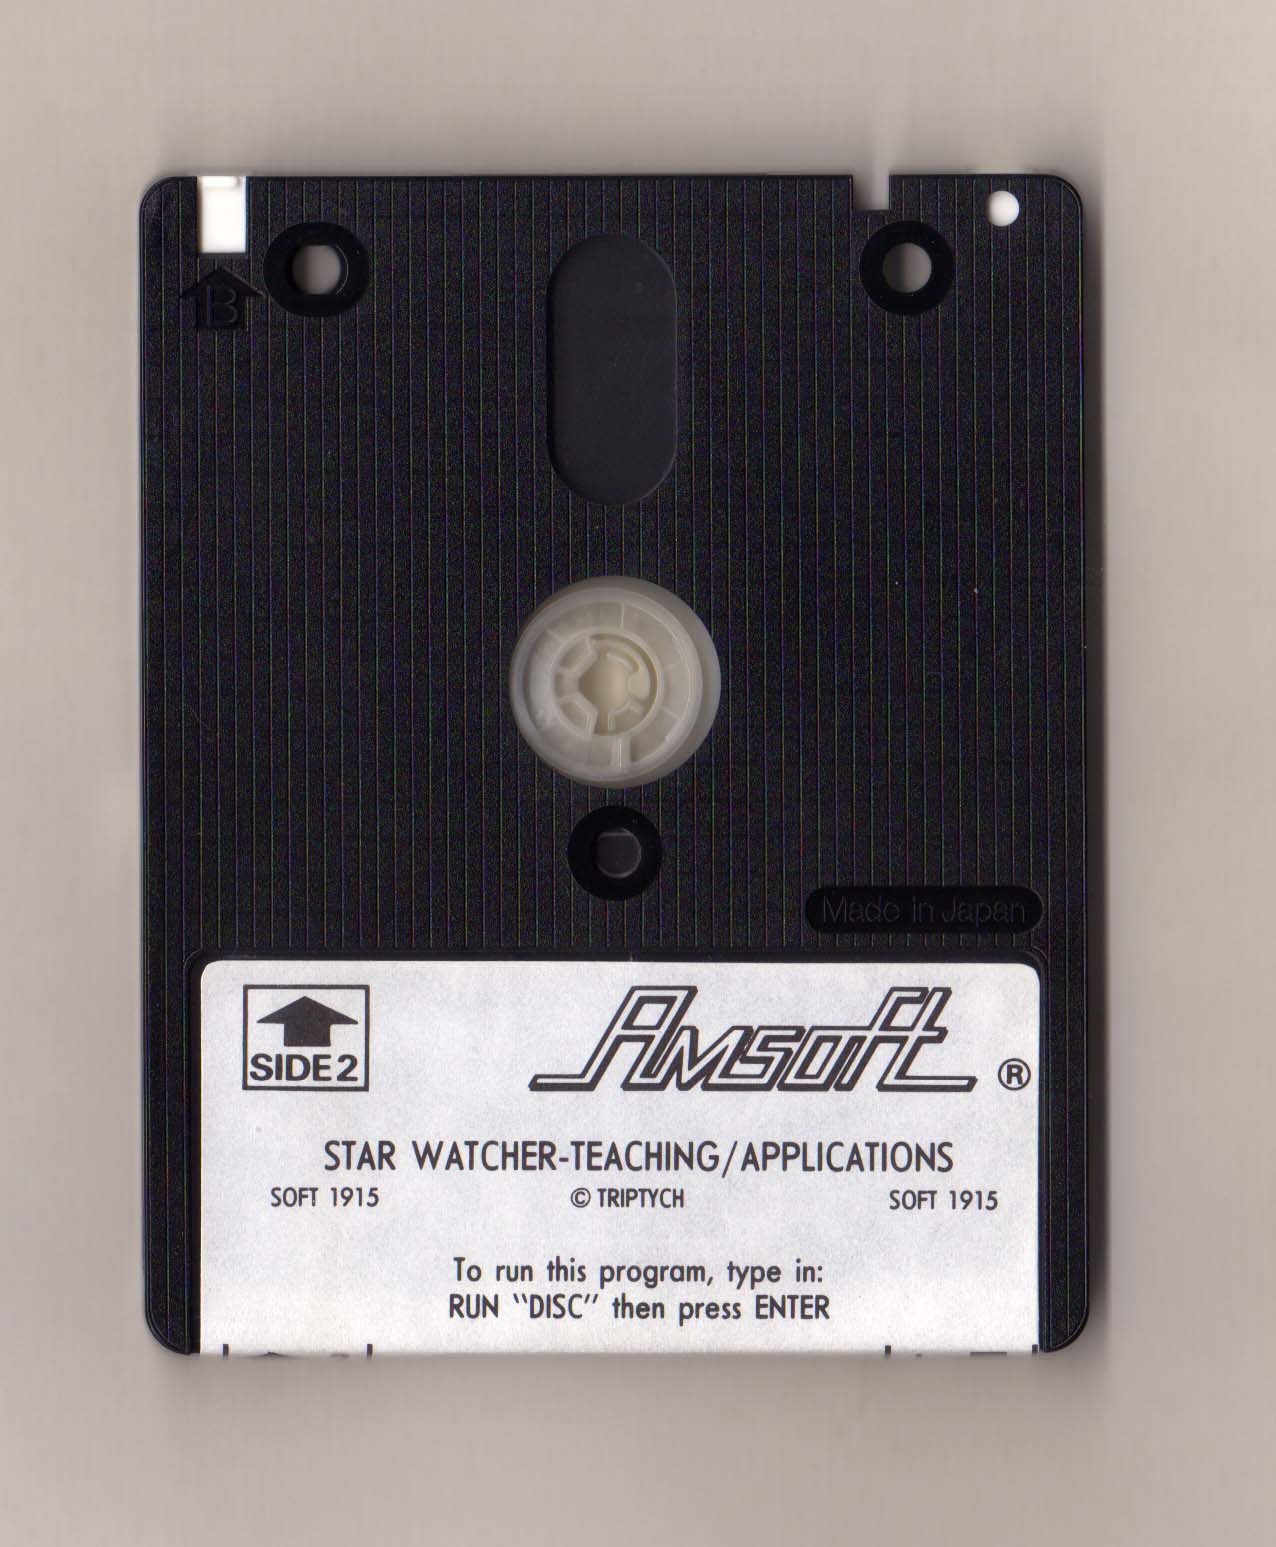 B
Made in Japan
SIDE 2
Amsoft ®
STAR WATCHER-TEACHING/APPLICATIONS
SOFT 1915 © TRIPTYCH SOFT 1915
To run this program, type in:
RUN "DISC" then press ENTER